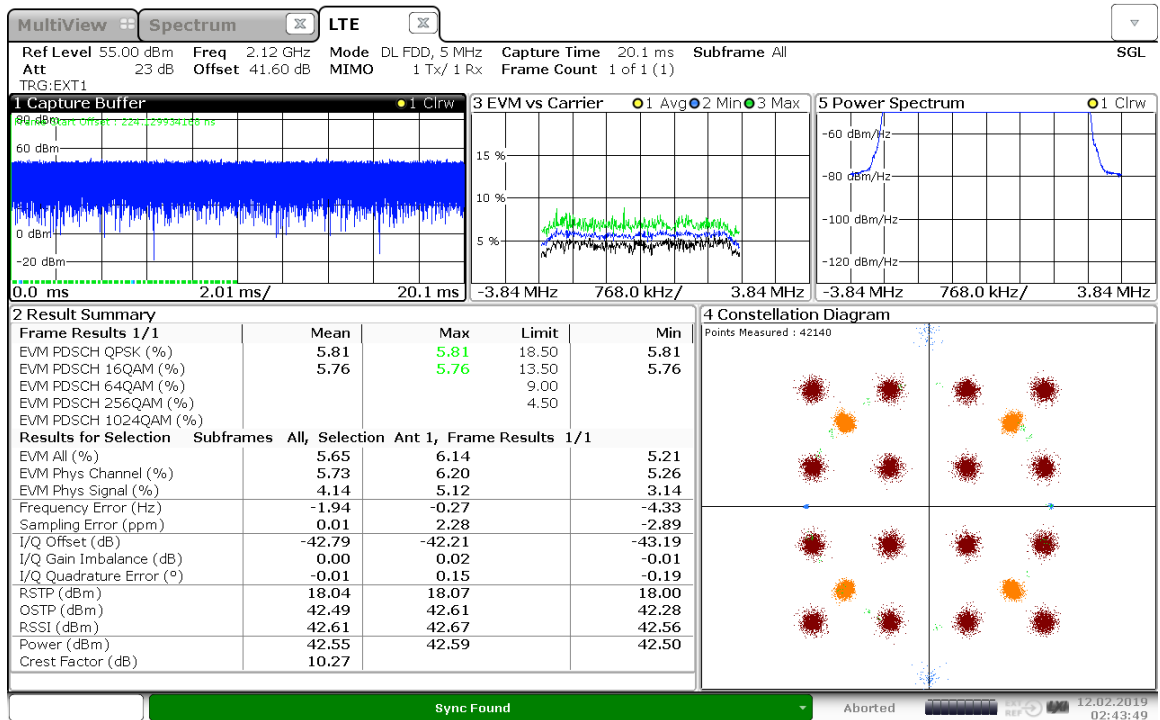 MultiView Spectrum LTE
Ref Level 55.00 dBm Freq 2.12 GHz Mode DL FDD, 5 MHz Capture Time 20.1 ms Subframe All SGL
Att 23 dB Offset 41.60 dB MIMO 1 Tx/ 1 Rx Frame Count 1 of 1 (1)
TRG:EXT1
1 Capture Buffer 1 Clrw
80 dBm
Frame Start Offset : 224.129934168 ns
60 dBm
0 dBm
-20 dBm
0.0 ms 2.01 ms/ 20.1 ms
3 EVM vs Carrier 1 Avg 2 Min 3 Max
15 %
10 %
5 %
-3.84 MHz 768.0 kHz/ 3.84 MHz
5 Power Spectrum 1 Clrw
-60 dBm/Hz
-80 dBm/Hz
-100 dBm/Hz
-120 dBm/Hz
-3.84 MHz 768.0 kHz/ 3.84 MHz
2 Result Summary
Frame Results 1/1 Mean Max Limit Min
EVM PDSCH QPSK (%) 5.81 5.81 18.50 5.81
EVM PDSCH 16QAM (%) 5.76 5.76 13.50 5.76
EVM PDSCH 64QAM (%) 9.00
EVM PDSCH 256QAM (%) 4.50
EVM PDSCH 1024QAM (%)
Results for Selection Subframes All, Selection Ant 1, Frame Results 1/1
EVM All (%) 5.65 6.14 5.21
EVM Phys Channel (%) 5.73 6.20 5.26
EVM Phys Signal (%) 4.14 5.12 3.14
Frequency Error (Hz) -1.94 -0.27 -4.33
Sampling Error (ppm) 0.01 2.28 -2.89
I/Q Offset (dB) -42.79 -42.21 -43.19
I/Q Gain Imbalance (dB) 0.00 0.02 -0.01
I/Q Quadrature Error (°) -0.01 0.15 -0.19
RSTP (dBm) 18.04 18.07 18.00
OSTP (dBm) 42.49 42.61 42.28
RSSI (dBm) 42.61 42.67 42.56
Power (dBm) 42.55 42.59 42.50
Crest Factor (dB) 10.27
4 Constellation Diagram
Points Measured : 42140
Sync Found
Aborted
12.02.2019
02:43:49